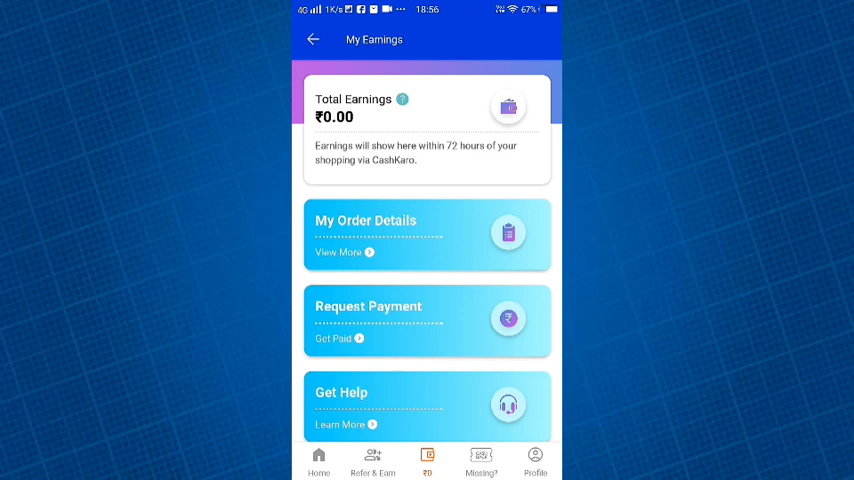 4G 1K/s 18:56 67%
My Earnings
Total Earnings ?
₹0.00
Earnings will show here within 72 hours of your
shopping via CashKaro.
My Order Details
View More
Request Payment
Get Paid
₹
Get Help
Learn More
Home Refer & Earn ₹0 Missing? Profile